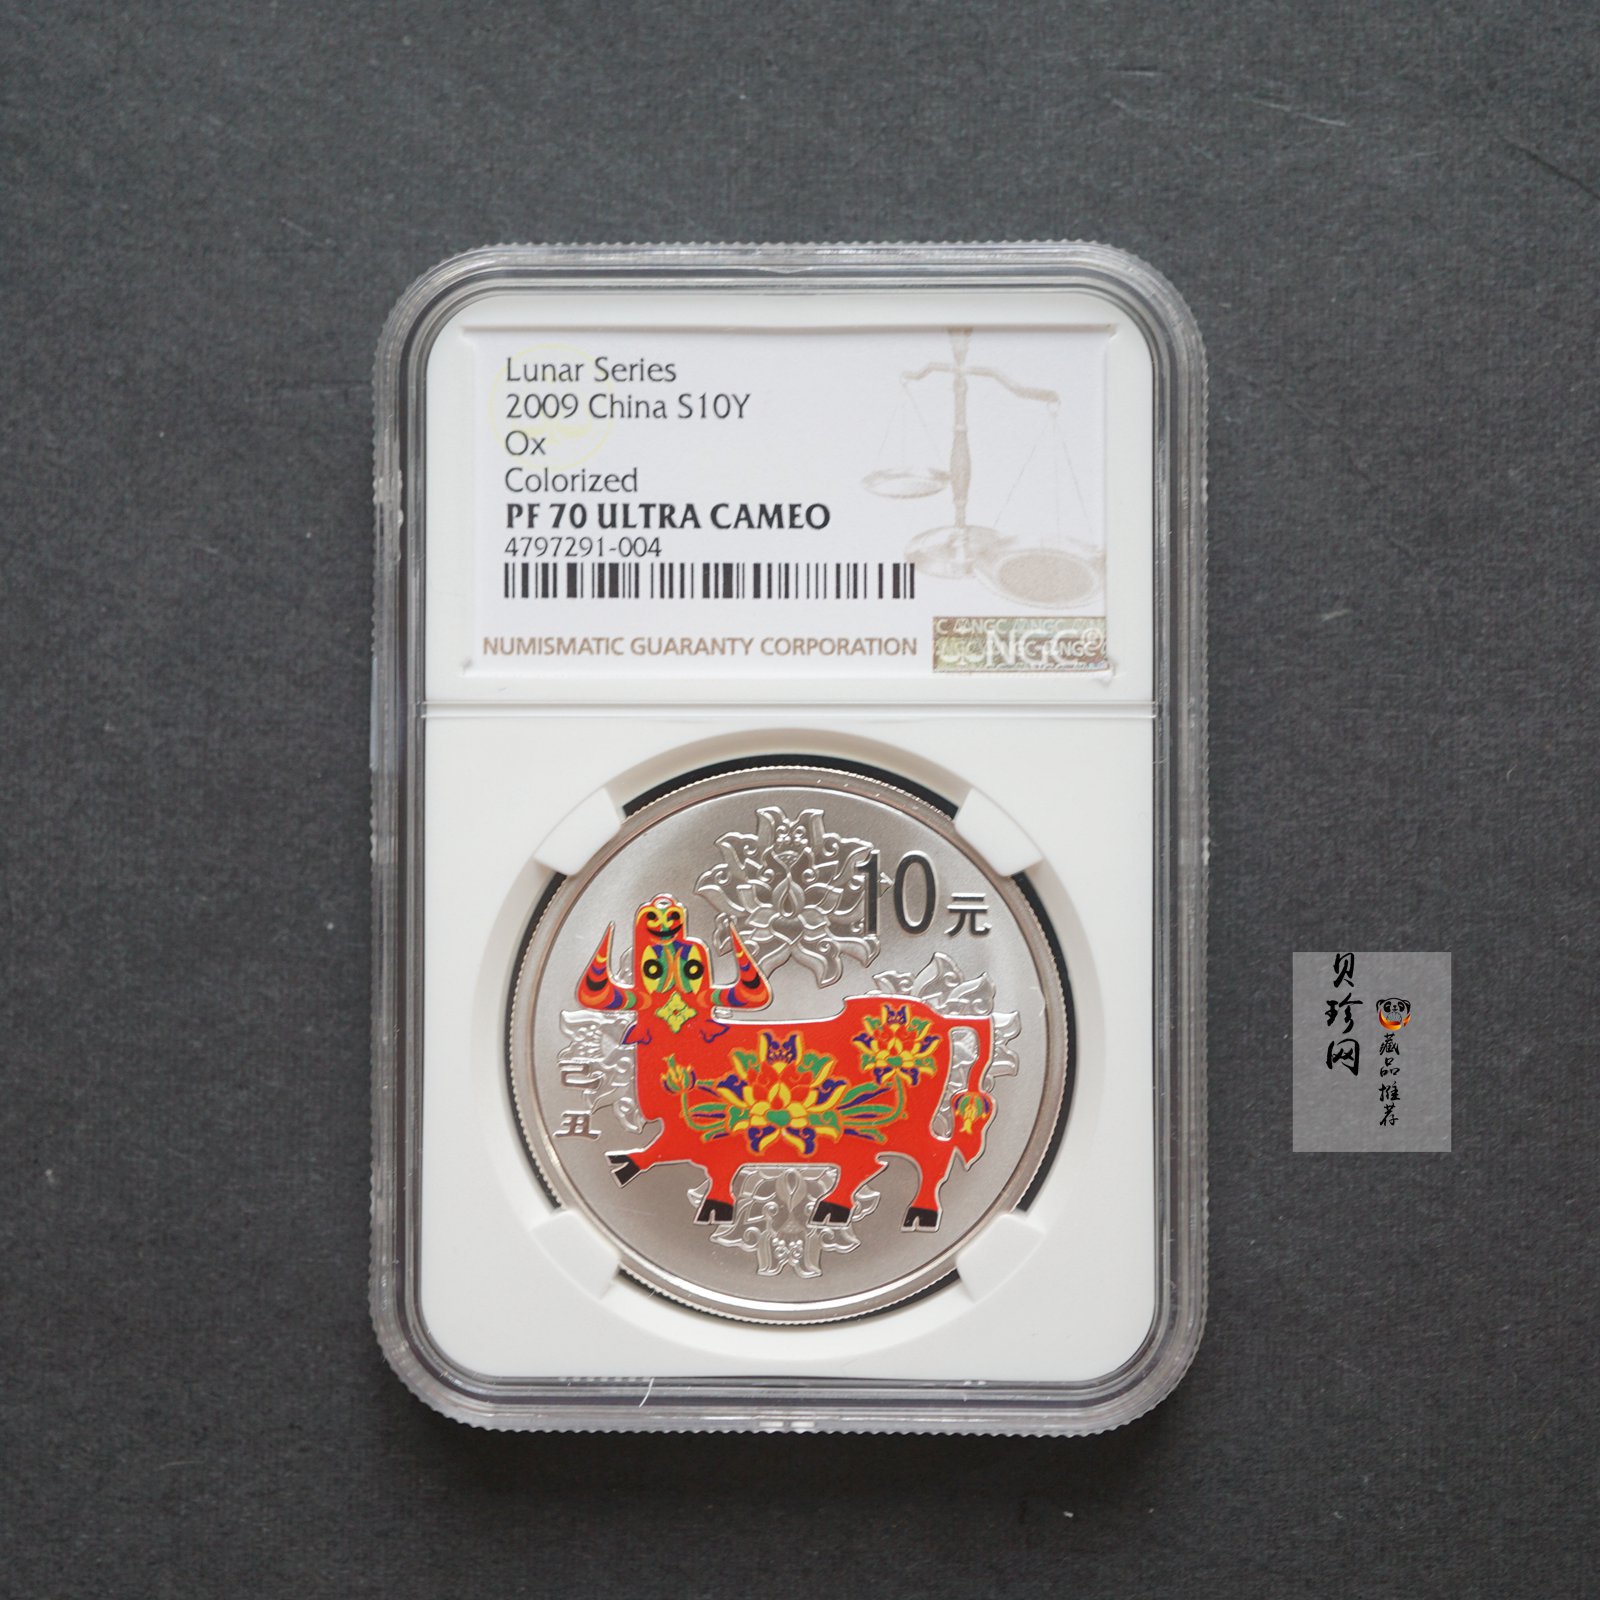 Lunar Series
2009 China S10Y
Ox
Colorized
PF 70 ULTRA CAMEO
4797291-004
NUMISMATIC GUARANTY CORPORATION
NGC
10元
己
丑
贝珍网
藏品推荐